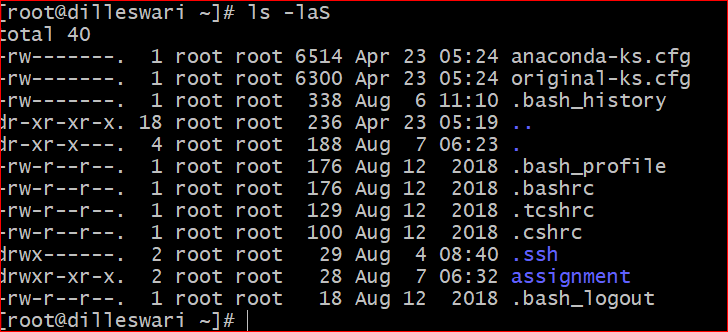 [root@dilleswari ~]# ls -laS
total 40
-rw-------.  1 root root 6514 Apr 23 05:24 anaconda-ks.cfg
-rw-------.  1 root root 6300 Apr 23 05:24 original-ks.cfg
-rw-------.  1 root root  338 Aug  6 11:10 .bash_history
dr-xr-xr-x. 18 root root  236 Apr 23 05:19 ..
dr-xr-x---.  4 root root  188 Aug  7 06:23 .
-rw-r--r--.  1 root root  176 Aug 12  2018 .bash_profile
-rw-r--r--.  1 root root  176 Aug 12  2018 .bashrc
-rw-r--r--.  1 root root  129 Aug 12  2018 .tcshrc
-rw-r--r--.  1 root root  100 Aug 12  2018 .cshrc
drwx------.  2 root root   29 Aug  4 08:40 .ssh
drwxr-xr-x.  2 root root   28 Aug  7 06:32 assignment
-rw-r--r--.  1 root root   18 Aug 12  2018 .bash_logout
[root@dilleswari ~]#